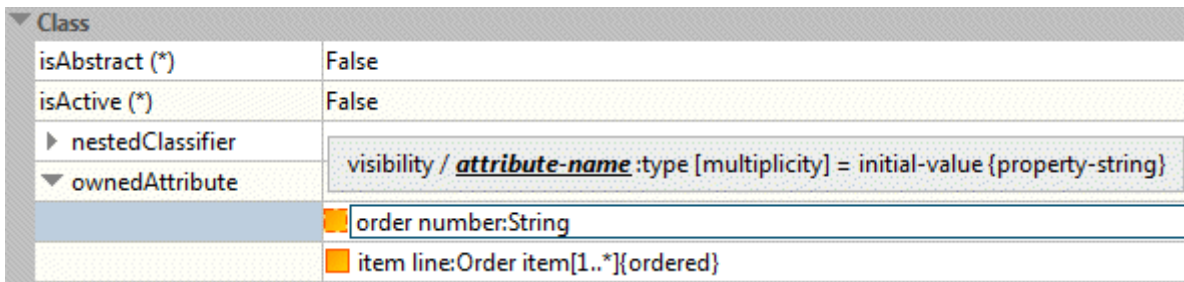 Class
isAbstract (*) False
isActive (*) False
nestedClassifier
visibility / attribute-name :type [multiplicity] = initial-value {property-string}
ownedAttribute
order number:String
item line:Order item[1..*]{ordered}